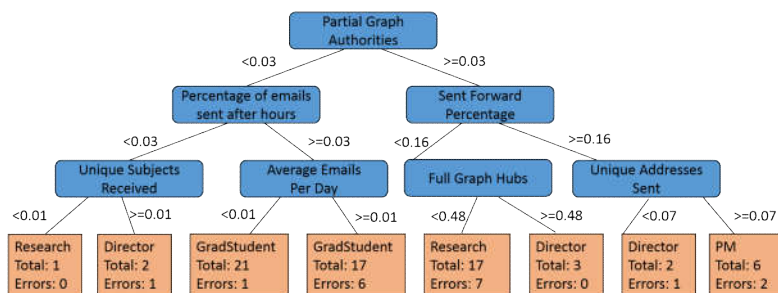 Partial Graph
Authorities
<0.03
>=0.03
Percentage of emails
sent after hours
Sent Forward
Percentage
<0.03
>=0.03
<0.16
>=0.16
Unique Subjects
Received
Average Emails
Per Day
Full Graph Hubs
Unique Addresses
Sent
<0.01
>=0.01
<0.01
>=0.01
<0.48
>=0.48
<0.07
>=0.07
Research
Total: 1
Errors: 0
Director
Total: 2
Errors: 1
GradStudent
Total: 21
Errors: 1
GradStudent
Total: 17
Errors: 6
Research
Total: 17
Errors: 7
Director
Total: 3
Errors: 0
Director
Total: 2
Errors: 1
PM
Total: 6
Errors: 2